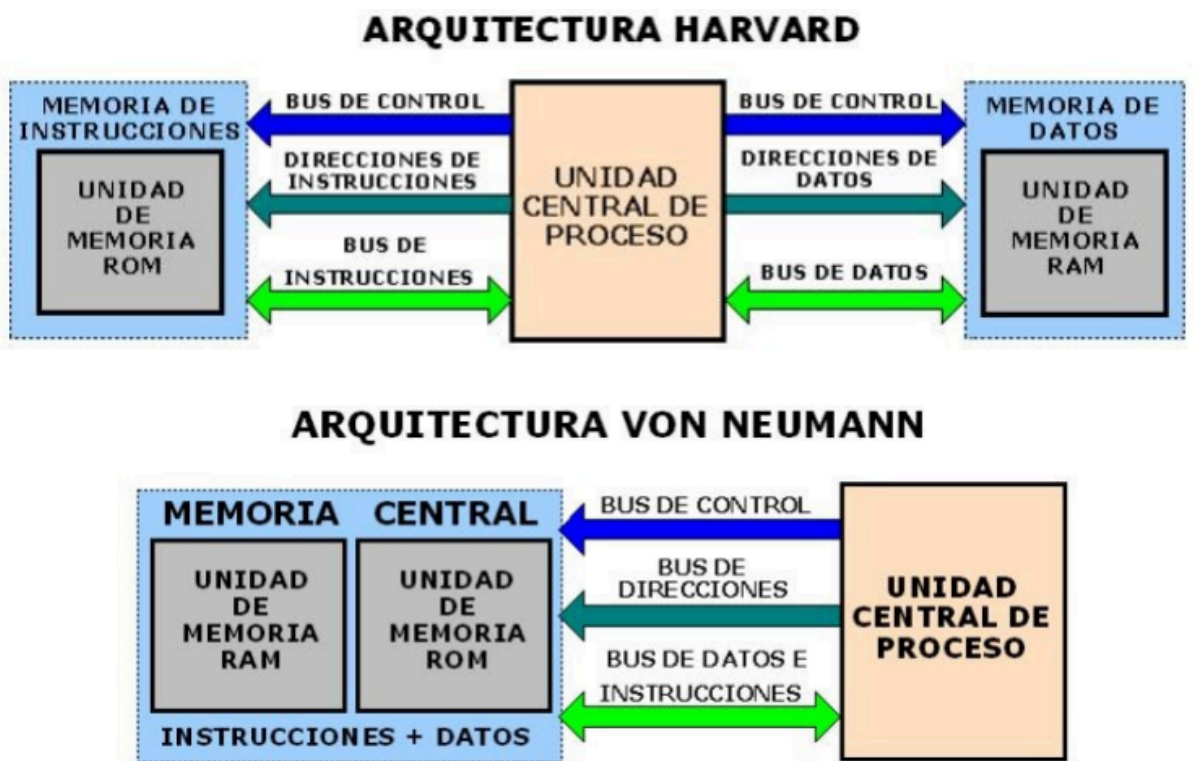 ARQUITECTURA HARVARD
MEMORIA DE
INSTRUCCIONES
UNIDAD
DE
MEMORIA
ROM
BUS DE CONTROL
DIRECCIONES DE
INSTRUCCIONES
BUS DE
INSTRUCCIONES
UNIDAD
CENTRAL DE
PROCESO
BUS DE CONTROL
DIRECCIONES DE
DATOS
BUS DE DATOS
MEMORIA DE
DATOS
UNIDAD
DE
MEMORIA
RAM
ARQUITECTURA VON NEUMANN
MEMORIA CENTRAL
UNIDAD
DE
MEMORIA
RAM
UNIDAD
DE
MEMORIA
ROM
INSTRUCCIONES + DATOS
BUS DE CONTROL
BUS DE
DIRECCIONES
BUS DE DATOS E
INSTRUCCIONES
UNIDAD
CENTRAL DE
PROCESO